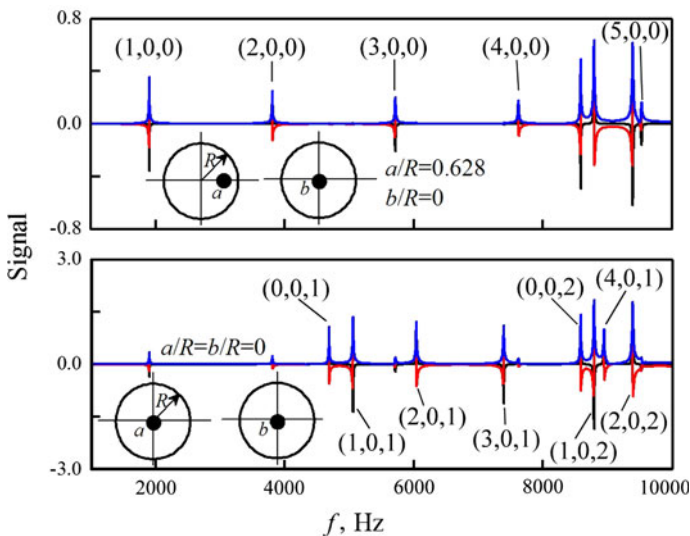 0.8
(1,0,0)
(2,0,0)
(3,0,0)
(4,0,0)
(5,0,0)
0.0
R
a
b
a/R=0.628
b/R=0
-0.8
Signal
3.0
(0,0,1)
(0,0,2)
(4,0,1)
a/R=b/R=0
0.0
R
a
b
(2,0,1)
(1,0,1)
(3,0,1)
(1,0,2)
(2,0,2)
-3.0
2000
4000
6000
8000
10000
f, Hz